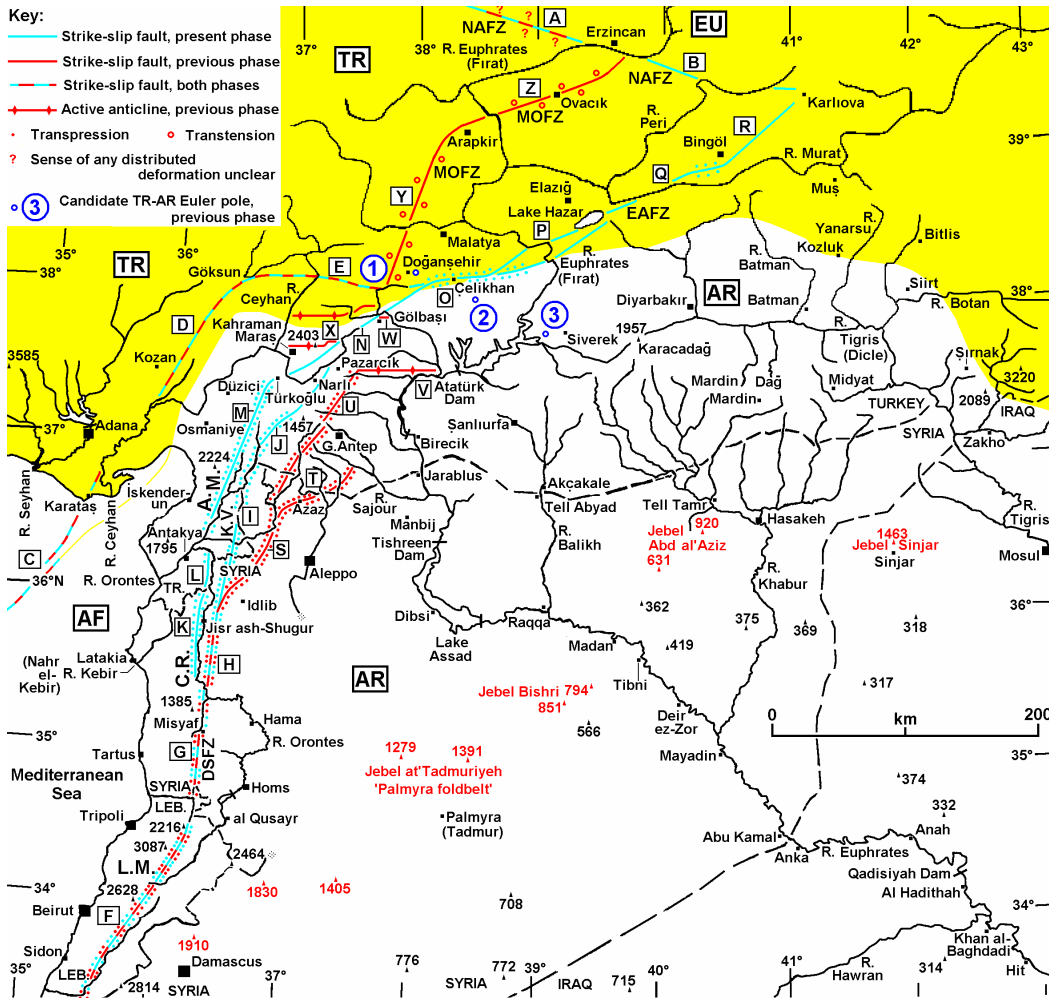 Key:
Strike-slip fault, present phase
Strike-slip fault, previous phase
Strike-slip fault, both phases
Active anticline, previous phase
Transpression
Transtension
?
Sense of any distributed
deformation unclear
3
Candidate TR-AR Euler pole,
previous phase
37°
38°
41°
42°
43°
NAFZ
?
?
?
?
A
Erzincan
EU
R. Euphrates
(Fırat)
TR
NAFZ
B
Z
Ovacık
MOFZ
Karlıova
R.
Peri
R
39°
Arapkir
Bingöl
R. Murat
MOFZ
Q
Muş
Y
Elazığ
Lake Hazar
EAFZ
35°
36°
P
Malatya
Yanarsu
R.
Bitlis
Kozluk
TR
38°
Göksun
E
1
Doğanşehir
R.
Euphrates
(Fırat)
R.
Batman
R.
Ceyhan
Çelikhan
O
Diyarbakır
AR
Batman
Siirt
38°
R. Botan
D
Kahraman
Maraş
2403
X
Gölbaşı
2
3
N
W
Siverek
1957
Karacadağ
R.
Tigris
(Dicle)
Şırnak
3585
Kozan
Pazarcık
Düziçi
Narlı
V
Atatürk
Dam
Mardin
Dağ
Mardin
Midyat
3220
Türkoğlu
M
U
TURKEY
2089
IRAQ
37°
Adana
Osmaniye
1457
Şanlıurfa
SYRIA
37°
J
G.Antep
Birecik
Zakho
2224
A.M.
T
Jarablus
R. Seyhan
Karataş
İskender-
un
R. Ceyhan
Azaz
R.
Sajour
Akçakale
Tell Abyad
Tell Tamr
R.
Tigris
I
K.V.
Antakya
1795
Manbij
Hasakeh
Jebel
920
Abd al'Aziz
1463
Jebel Sinjar
Sinjar
Tishreen
Dam
R.
Balikh
C
S
631
Mosul
36°N
L
SYRIA
Aleppo
R. Orontes
TR.
R.
Khabur
36°
Idlib
362
AF
K
Jisr ash-Shugur
Dibsi
Raqqa
375
369
318
Latakia
(Nahr
el-
Kebir)
R. Kebir
C.R.
H
Lake
Assad
Madan
419
AR
Tibni
317
Jebel Bishri
794
851
1385
Misyaf
Hama
Deir
ez-Zor
0
km
200
566
35°
Tartus
G
DSFZ
R. Orontes
1279
1391
Mayadin
35°
Jebel at'Tadmuriyeh
'Palmyra foldbelt'
Mediterranean
Sea
SYRIA
LEB.
Homs
374
332
Tripoli
2216
al Qusayr
Palmyra
(Tadmur)
Anah
Abu Kamal
3087
L.M.
2464
Anka
R. Euphrates
Qadisiyah Dam
34°
2628
1830
1405
Al Hadithah
708
34°
Beirut
F
Khan al-
Baghdadi
Sidon
1910
Damascus
R.
Hawran
314
Hit
35°
LEB.
2814
SYRIA
37°
776
772
SYRIA
39°
IRAQ
715
40°
41°